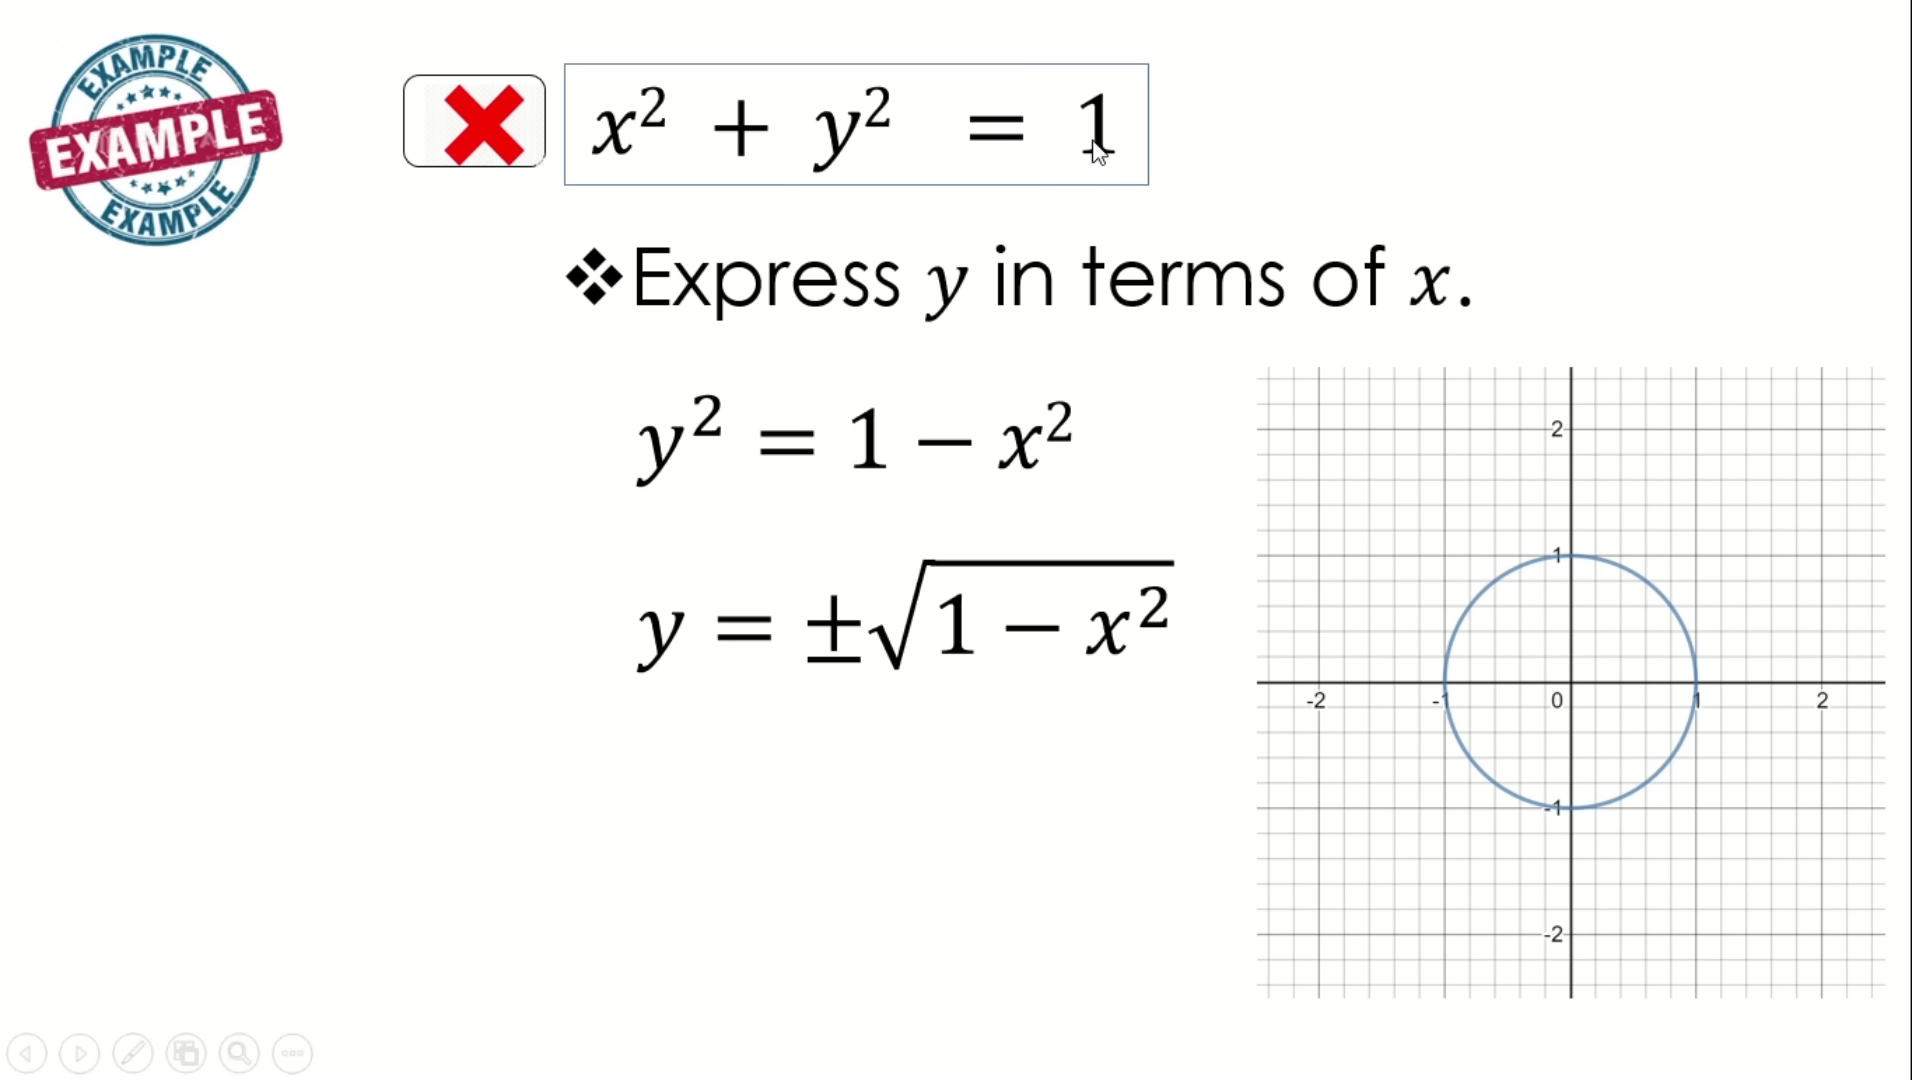 EXAMPLE
EXAMPLE
EXAMPLE
x² + y² = 1
❖Express y in terms of x.
y² = 1 − x²
y = ±√(1 − x²)
2
1
-2 -1 0 1 2
-1
-2